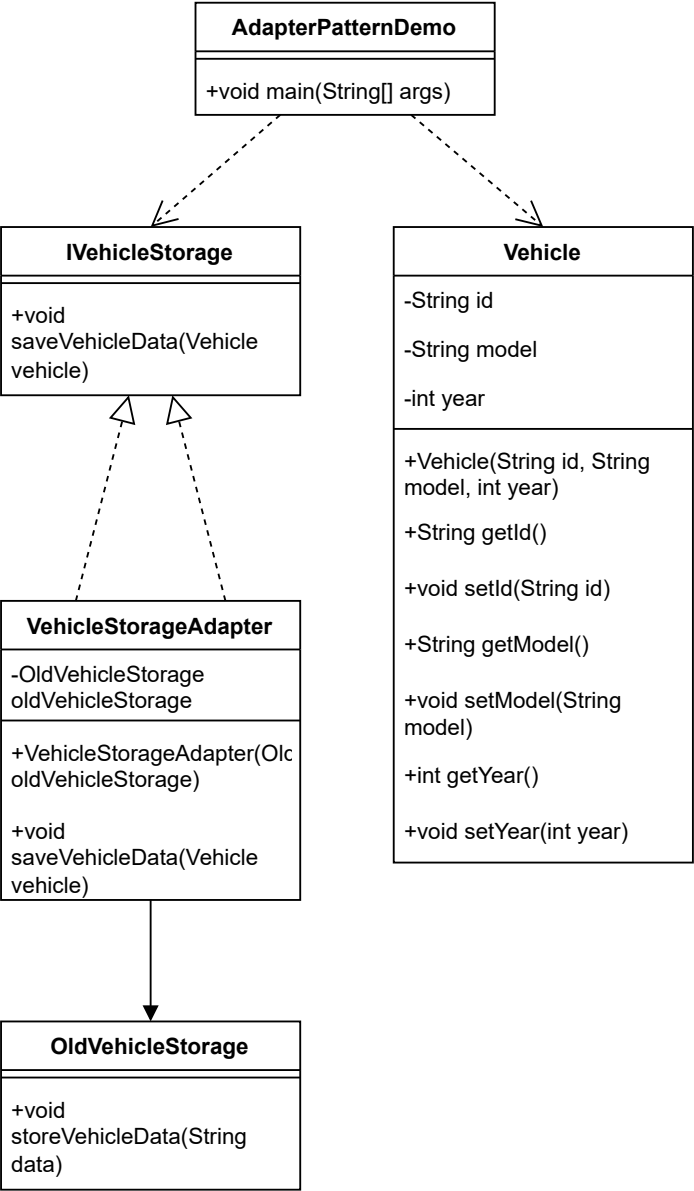 AdapterPatternDemo
+void main(String[] args)
IVehicleStorage
+void
saveVehicleData(Vehicle
vehicle)
Vehicle
-String id
-String model
-int year
+Vehicle(String id, String
model, int year)
+String getId()
+void setId(String id)
+String getModel()
+void setModel(String
model)
+int getYear()
+void setYear(int year)
VehicleStorageAdapter
-OldVehicleStorage
oldVehicleStorage
+VehicleStorageAdapter(Old
oldVehicleStorage)
+void
saveVehicleData(Vehicle
vehicle)
OldVehicleStorage
+void
storeVehicleData(String
data)